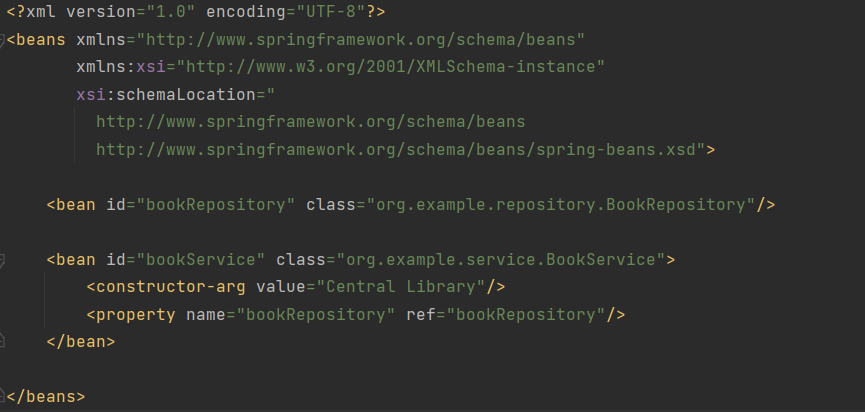 <?xml version="1.0" encoding="UTF-8"?>
<beans xmlns="http://www.springframework.org/schema/beans"
       xmlns:xsi="http://www.w3.org/2001/XMLSchema-instance"
       xsi:schemaLocation="
         http://www.springframework.org/schema/beans
         http://www.springframework.org/schema/beans/spring-beans.xsd">

    <bean id="bookRepository" class="org.example.repository.BookRepository"/>

    <bean id="bookService" class="org.example.service.BookService">
        <constructor-arg value="Central Library"/>
        <property name="bookRepository" ref="bookRepository"/>
    </bean>

</beans>